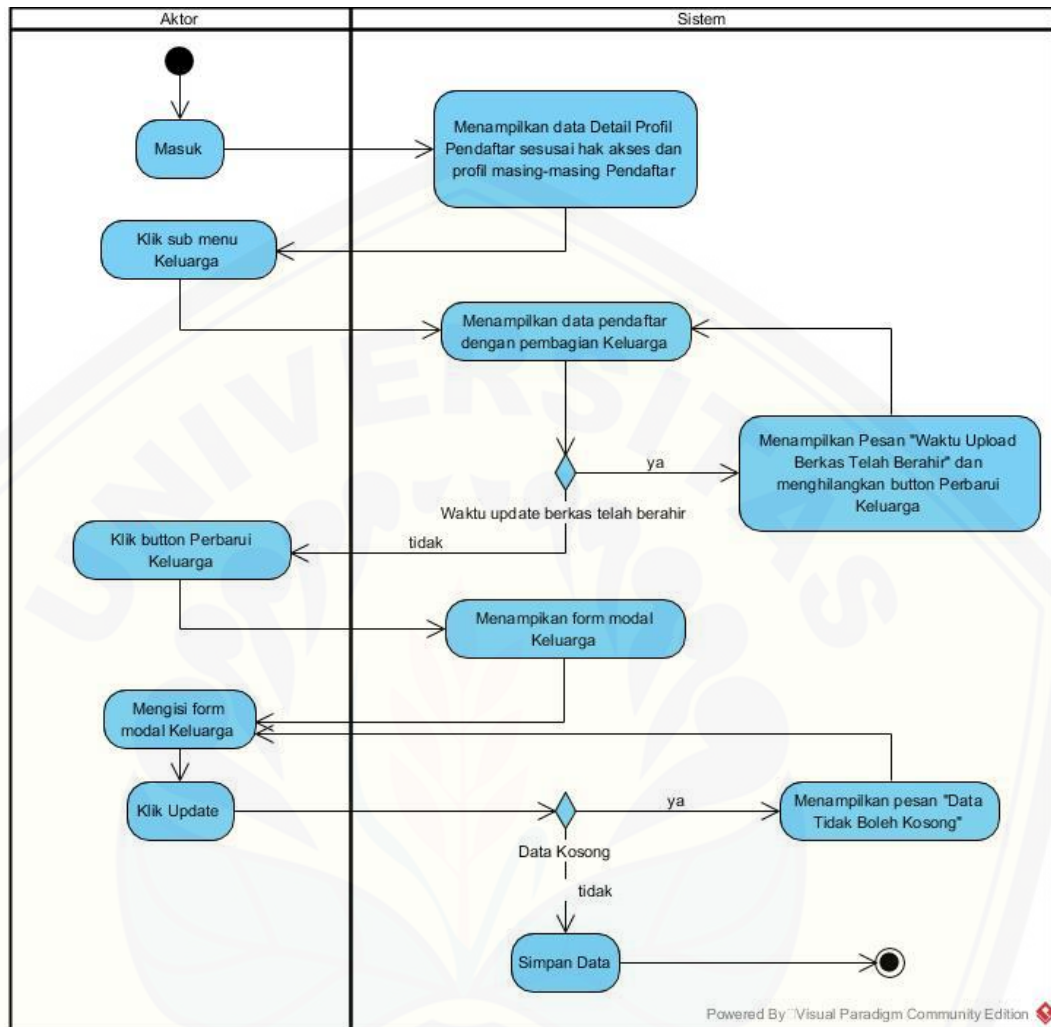 Aktor
Sistem
Masuk
Menampilkan data Detail Profil
Pendaftar sesusai hak akses dan
profil masing-masing Pendaftar
Klik sub menu
Keluarga
Menampilkan data pendaftar
dengan pembagian Keluarga
ya
Menampilkan Pesan "Waktu Upload
Berkas Telah Berahir" dan
menghilangkan button Perbarui
Keluarga
Waktu update berkas telah berahir
tidak
Klik button Perbarui
Keluarga
Menampikan form modal
Keluarga
Mengisi form
modal Keluarga
Klik Update
ya
Menampilkan pesan "Data
Tidak Boleh Kosong"
Data Kosong
tidak
Simpan Data
UNIVERSITAS
Powered By Visual Paradigm Community Edition